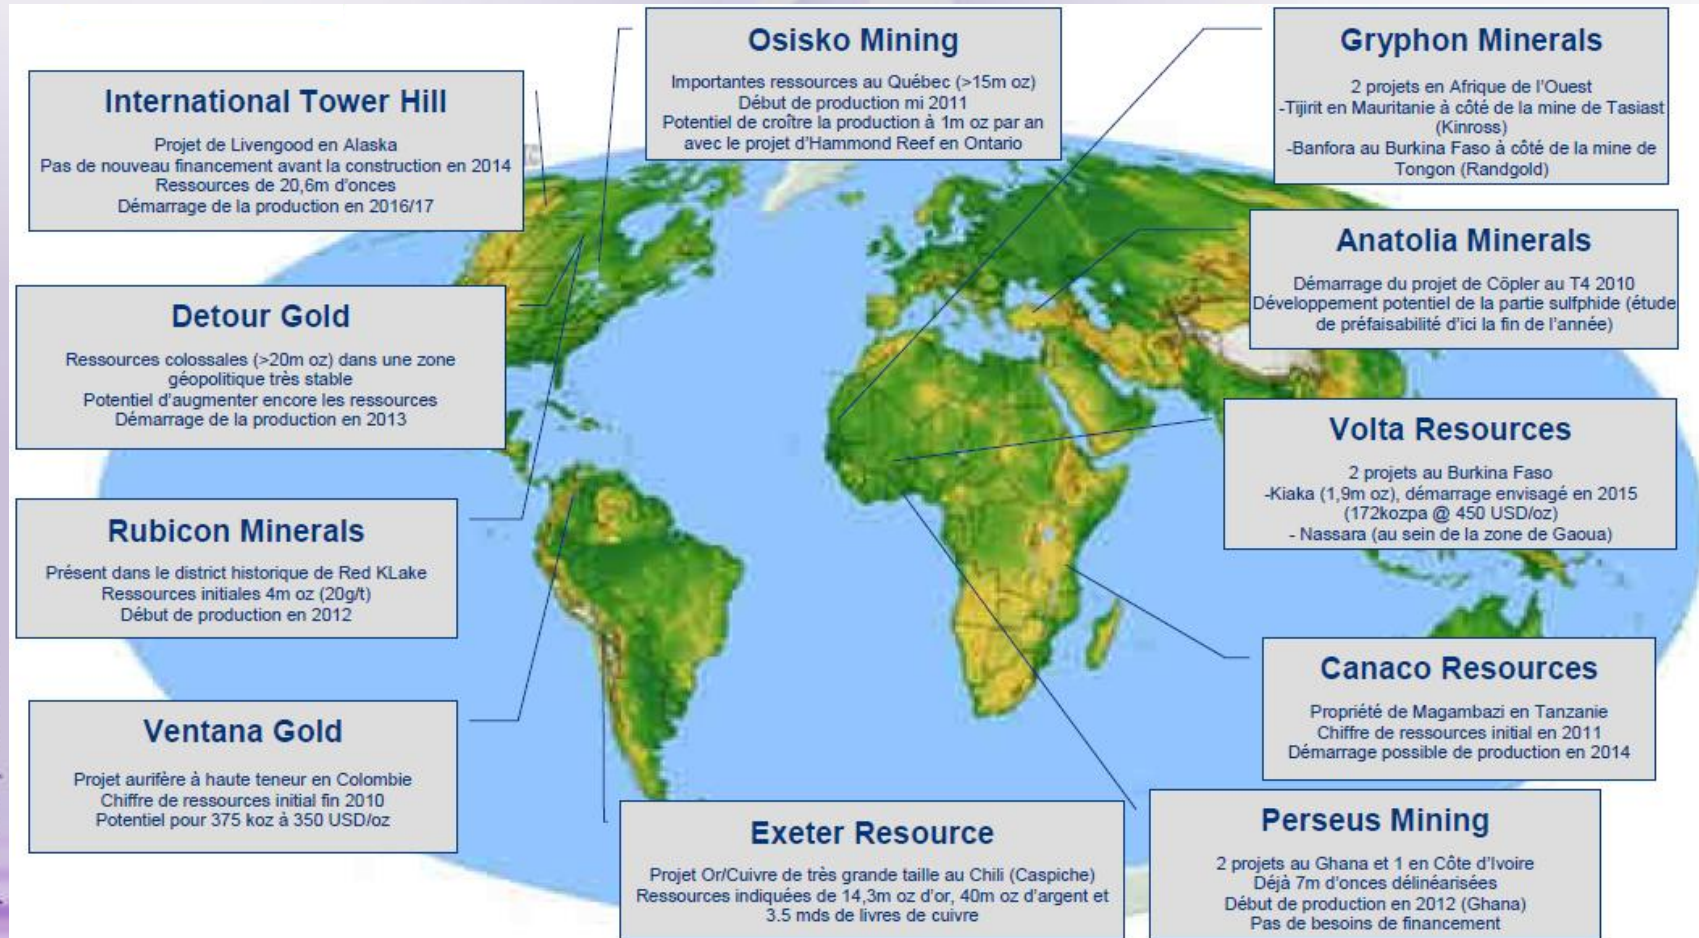 Osisko Mining
Importantes ressources au Québec (>15m oz)
Début de production mi 2011
Potentiel de croître la production à 1m oz par an
avec le projet d'Hammond Reef en Ontario
Gryphon Minerals
2 projets en Afrique de l'Ouest
-Tijirit en Mauritanie à côté de la mine de Tasiast
(Kinross)
-Banfora au Burkina Faso à côté de la mine de
Tongon (Randgold)
International Tower Hill
Projet de Livengood en Alaska
Pas de nouveau financement avant la construction en 2014
Ressources de 20,6m d'onces
Démarrage de la production en 2016/17
Anatolia Minerals
Démarrage du projet de Cöpler au T4 2010
Développement potentiel de la partie sulfphide (étude
de préfaisabilité d'ici la fin de l'année)
Detour Gold
Ressources colossales (>20m oz) dans une zone
géopolitique très stable
Potentiel d'augmenter encore les ressources
Démarrage de la production en 2013
Volta Resources
2 projets au Burkina Faso
-Kiaka (1,9m oz), démarrage envisagé en 2015
(172kozpa @ 450 USD/oz)
- Nassara (au sein de la zone de Gaoua)
Rubicon Minerals
Présent dans le district historique de Red KLake
Ressources initiales 4m oz (20g/t)
Début de production en 2012
Canaco Resources
Propriété de Magambazi en Tanzanie
Chiffre de ressources initial en 2011
Démarrage possible de production en 2014
Ventana Gold
Projet aurifère à haute teneur en Colombie
Chiffre de ressources initial fin 2010
Potentiel pour 375 koz à 350 USD/oz
Exeter Resource
Projet Or/Cuivre de très grande taille au Chili (Caspiche)
Ressources indiquées de 14,3m oz d'or, 40m oz d'argent et
3.5 mds de livres de cuivre
Perseus Mining
2 projets au Ghana et 1 en Côte d'Ivoire
Déjà 7m d'onces délinéarisées
Début de production en 2012 (Ghana)
Pas de besoins de financement